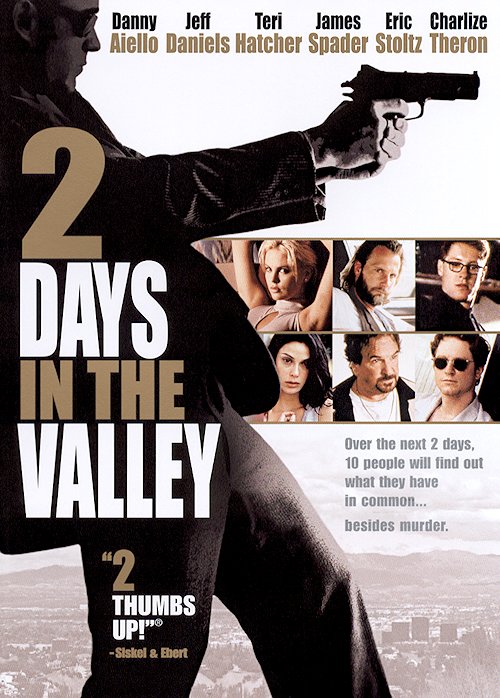 Danny Jeff Teri James Eric Charlize
Aiello Daniels Hatcher Spader Stoltz Theron
2
DAYS
IN THE
VALLEY
Over the next 2 days,
10 people will find out
what they have
in common...
besides murder.
"2
THUMBS
UP!"®
-Siskel & Ebert